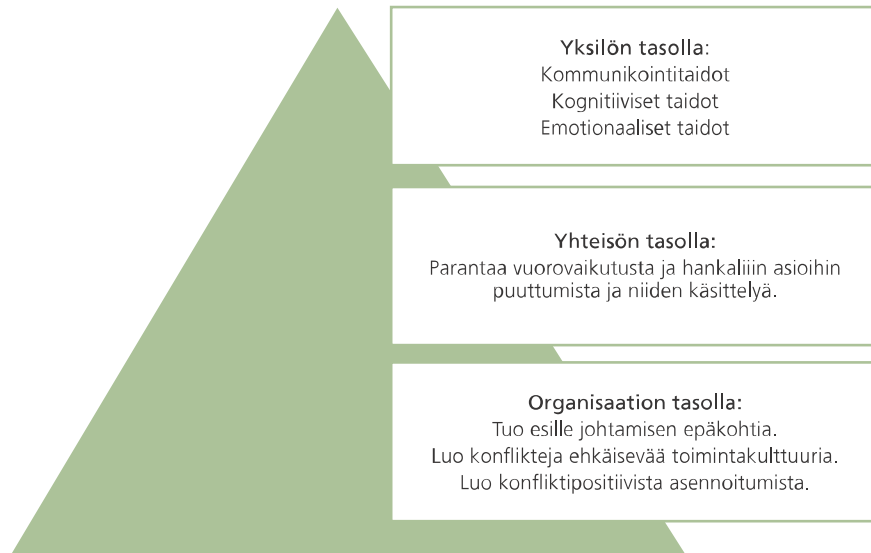 Yksilön tasolla:
Kommunikointitaidot
Kognitiiviset taidot
Emotionaaliset taidot
Yhteisön tasolla:
Parantaa vuorovaikutusta ja hankaliiin asioihin
puuttumista ja niiden käsittelyä.
Organisaation tasolla:
Tuo esille johtamisen epäkohtia.
Luo konflikteja ehkäisevää toimintakulttuuria.
Luo konfliktipositiivista asennoitumista.